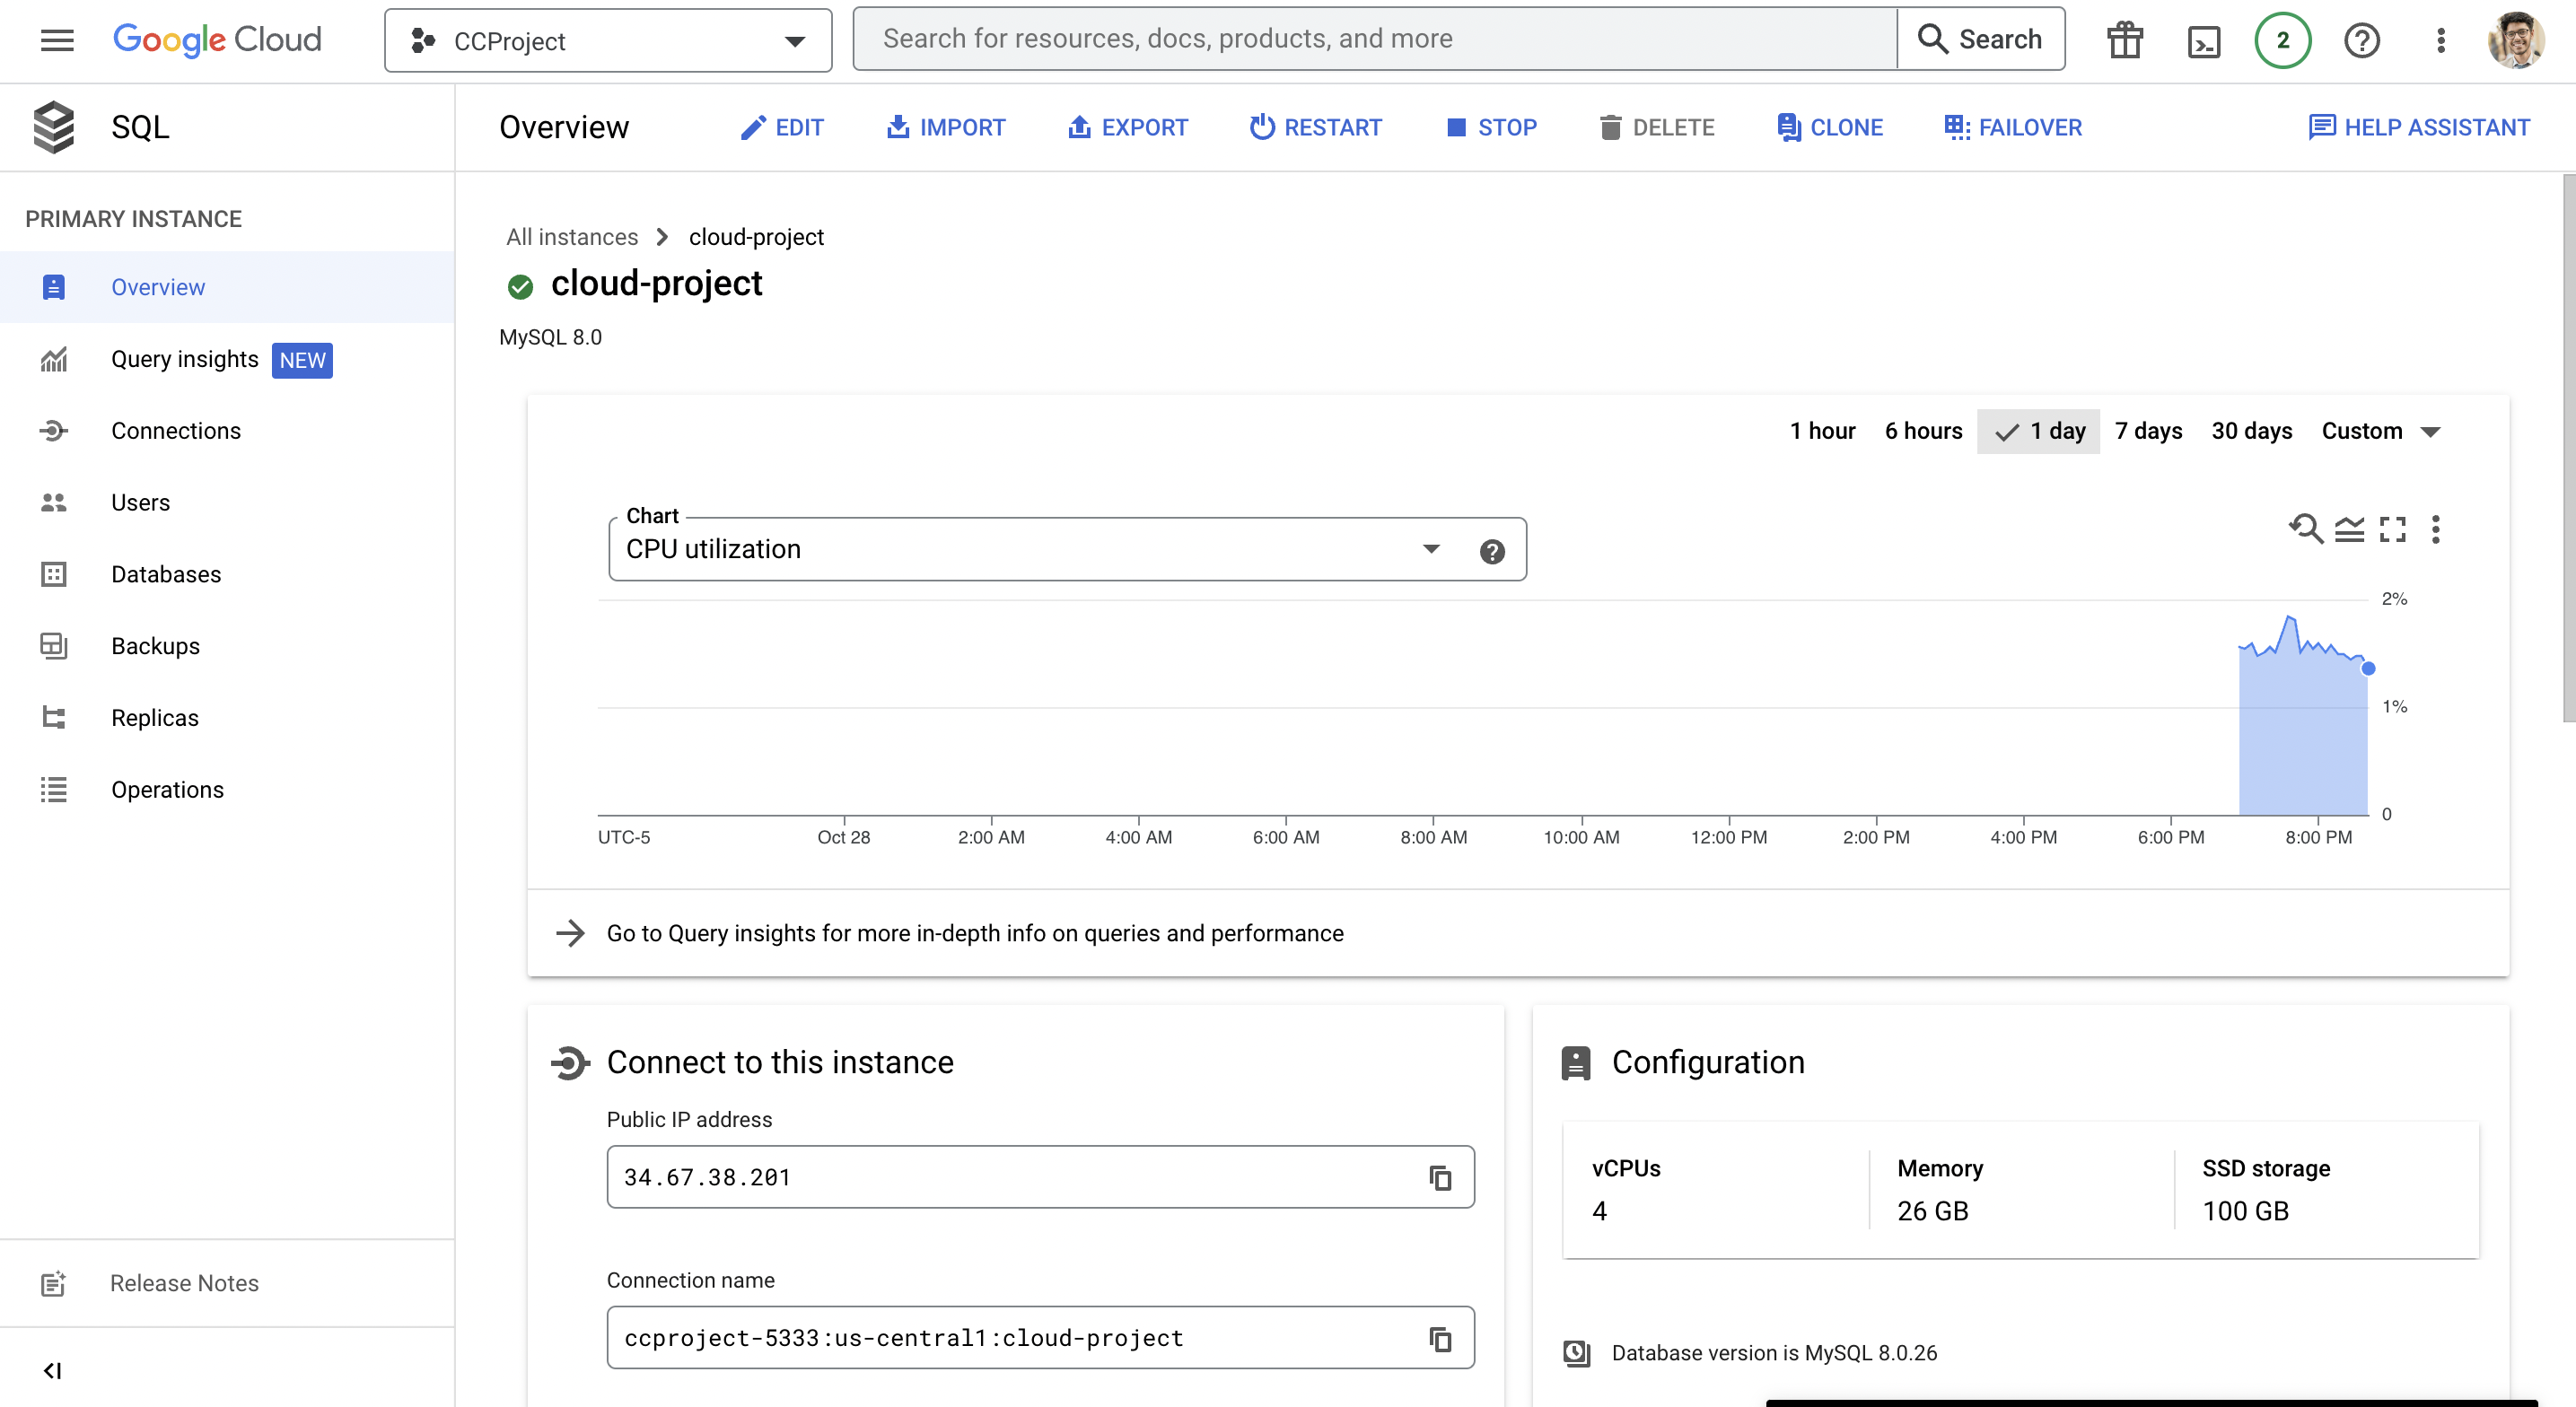 Google Cloud
CCProject
Search for resources, docs, products, and more
Search
2
SQL
Overview
EDIT
IMPORT
EXPORT
RESTART
STOP
DELETE
CLONE
FAILOVER
HELP ASSISTANT
PRIMARY INSTANCE
Overview
Query insights NEW
Connections
Users
Databases
Backups
Replicas
Operations
Release Notes
All instances
cloud-project
cloud-project
MySQL 8.0
1 hour
6 hours
1 day
7 days
30 days
Custom
Chart
CPU utilization
2%
1%
0
UTC-5
Oct 28
2:00 AM
4:00 AM
6:00 AM
8:00 AM
10:00 AM
12:00 PM
2:00 PM
4:00 PM
6:00 PM
8:00 PM
Go to Query insights for more in-depth info on queries and performance
Connect to this instance
Public IP address
34.67.38.201
Connection name
ccproject-5333:us-central1:cloud-project
Configuration
vCPUs
4
Memory
26 GB
SSD storage
100 GB
Database version is MySQL 8.0.26